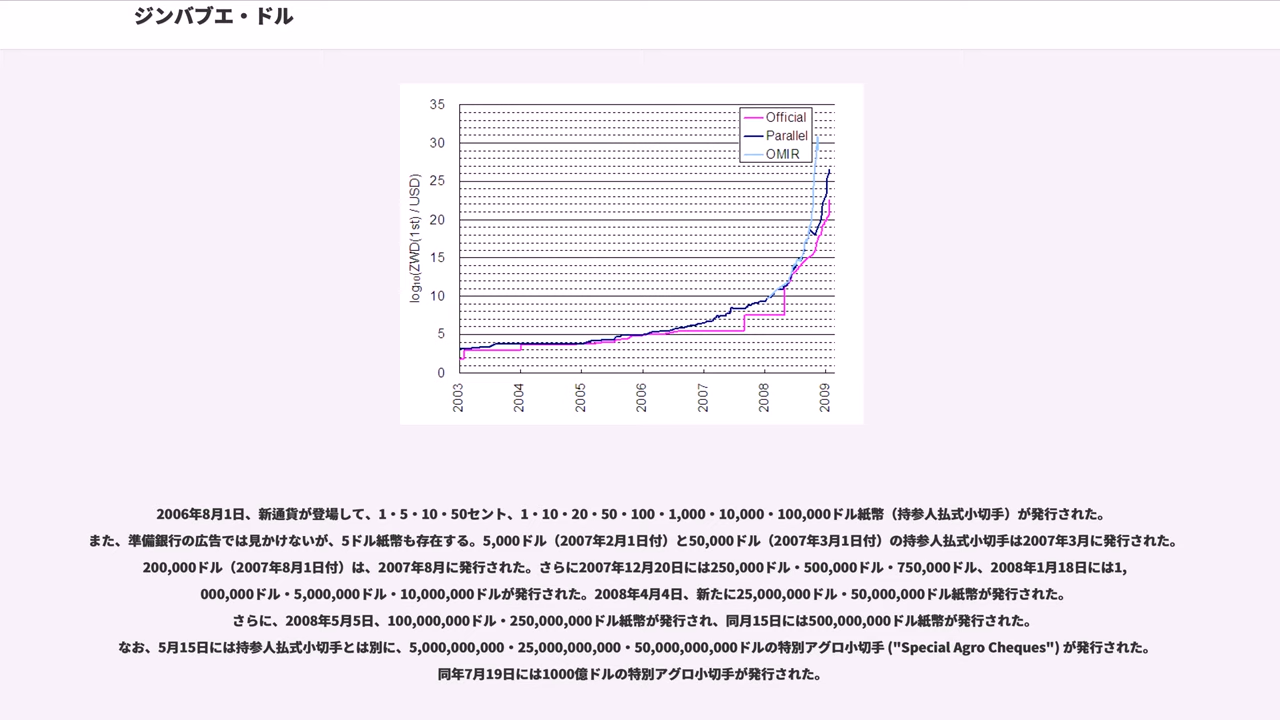 ジンバブエ・ドル
35
30
25
20
15
10
5
0
log10(ZWD(1st) / USD)
Official
Parallel
OMIR
2003
2004
2005
2006
2007
2008
2009
2006年8月1日、新通貨が登場して、1・5・10・50セント、1・10・20・50・100・1,000・10,000・100,000ドル紙幣（持参人払式小切手）が発行された。
また、準備銀行の広告では見かけないが、5ドル紙幣も存在する。5,000ドル（2007年2月1日付）と50,000ドル（2007年3月1日付）の持参人払式小切手は2007年3月に発行された。
200,000ドル（2007年8月1日付）は、2007年8月に発行された。さらに2007年12月20日には250,000ドル・500,000ドル・750,000ドル、2008年1月18日には1,
000,000ドル・5,000,000ドル・10,000,000ドルが発行された。2008年4月4日、新たに25,000,000ドル・50,000,000ドル紙幣が発行された。
さらに、2008年5月5日、100,000,000ドル・250,000,000ドル紙幣が発行され、同月15日には500,000,000ドル紙幣が発行された。
なお、5月15日には持参人払式小切手とは別に、5,000,000,000・25,000,000,000・50,000,000,000ドルの特別アグロ小切手 ("Special Agro Cheques") が発行された。
同年7月19日には1000億ドルの特別アグロ小切手が発行された。